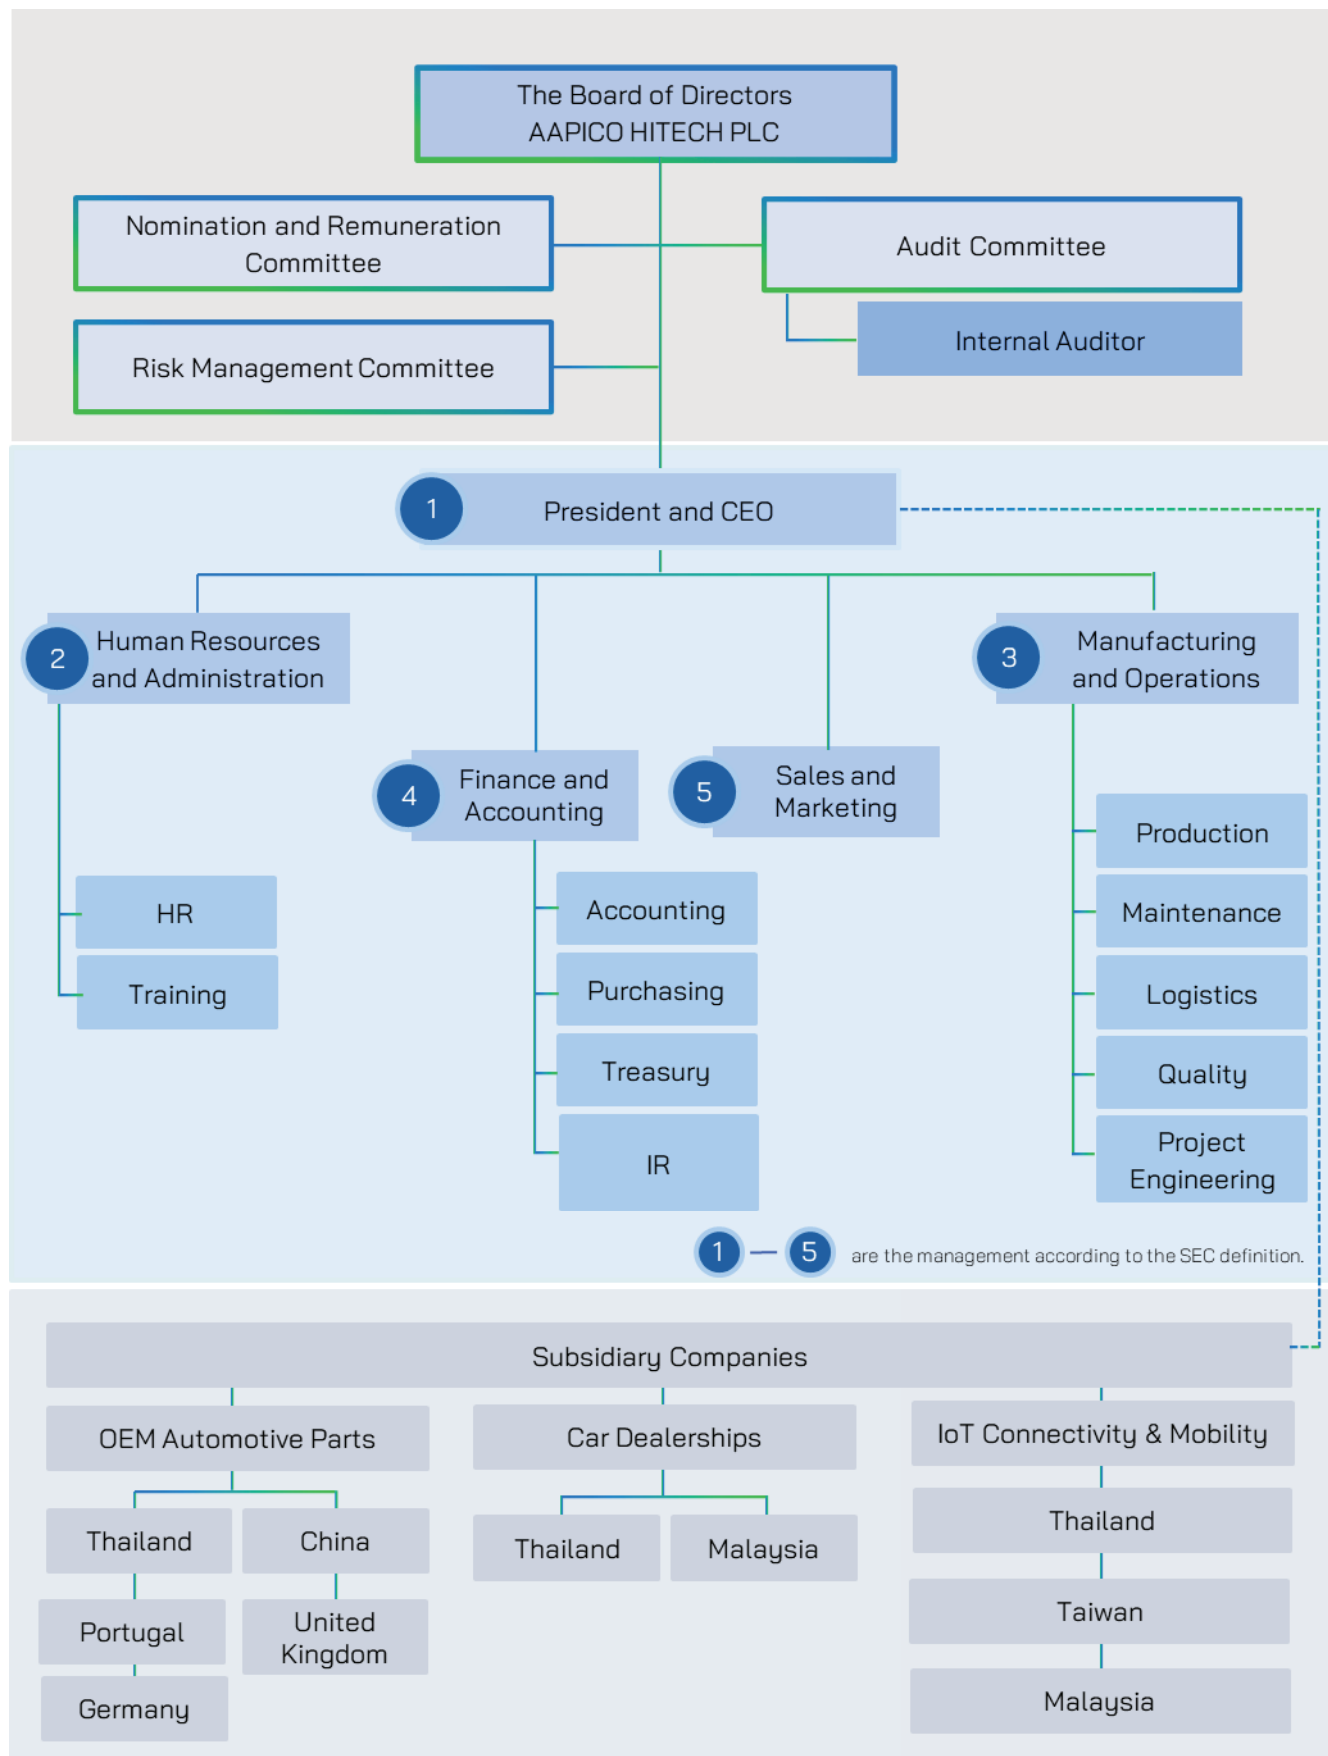 The Board of Directors
AAPICO HITECH PLC
Nomination and Remuneration
Committee
Audit Committee
Internal Auditor
Risk Management Committee
1
President and CEO
2
Human Resources
and Administration
3
Manufacturing
and Operations
4
Finance and
Accounting
5
Sales and
Marketing
HR
Training
Accounting
Purchasing
Treasury
IR
Production
Maintenance
Logistics
Quality
Project
Engineering
1 — 5 are the management according to the SEC definition.
Subsidiary Companies
OEM Automotive Parts
Thailand
China
Portugal
United
Kingdom
Germany
Car Dealerships
Thailand
Malaysia
IoT Connectivity & Mobility
Thailand
Taiwan
Malaysia